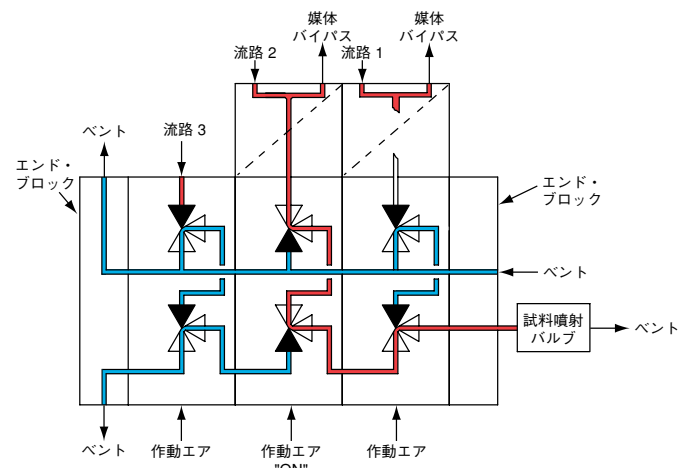 媒体
バイパス
媒体
バイパス
流路 2
流路 1
ベント
流路 3
エンド・
ブロック
エンド・
ブロック
ベント
試料噴射
バルブ
ベント
ベント
作動エア
作動エア
"ON"
作動エア